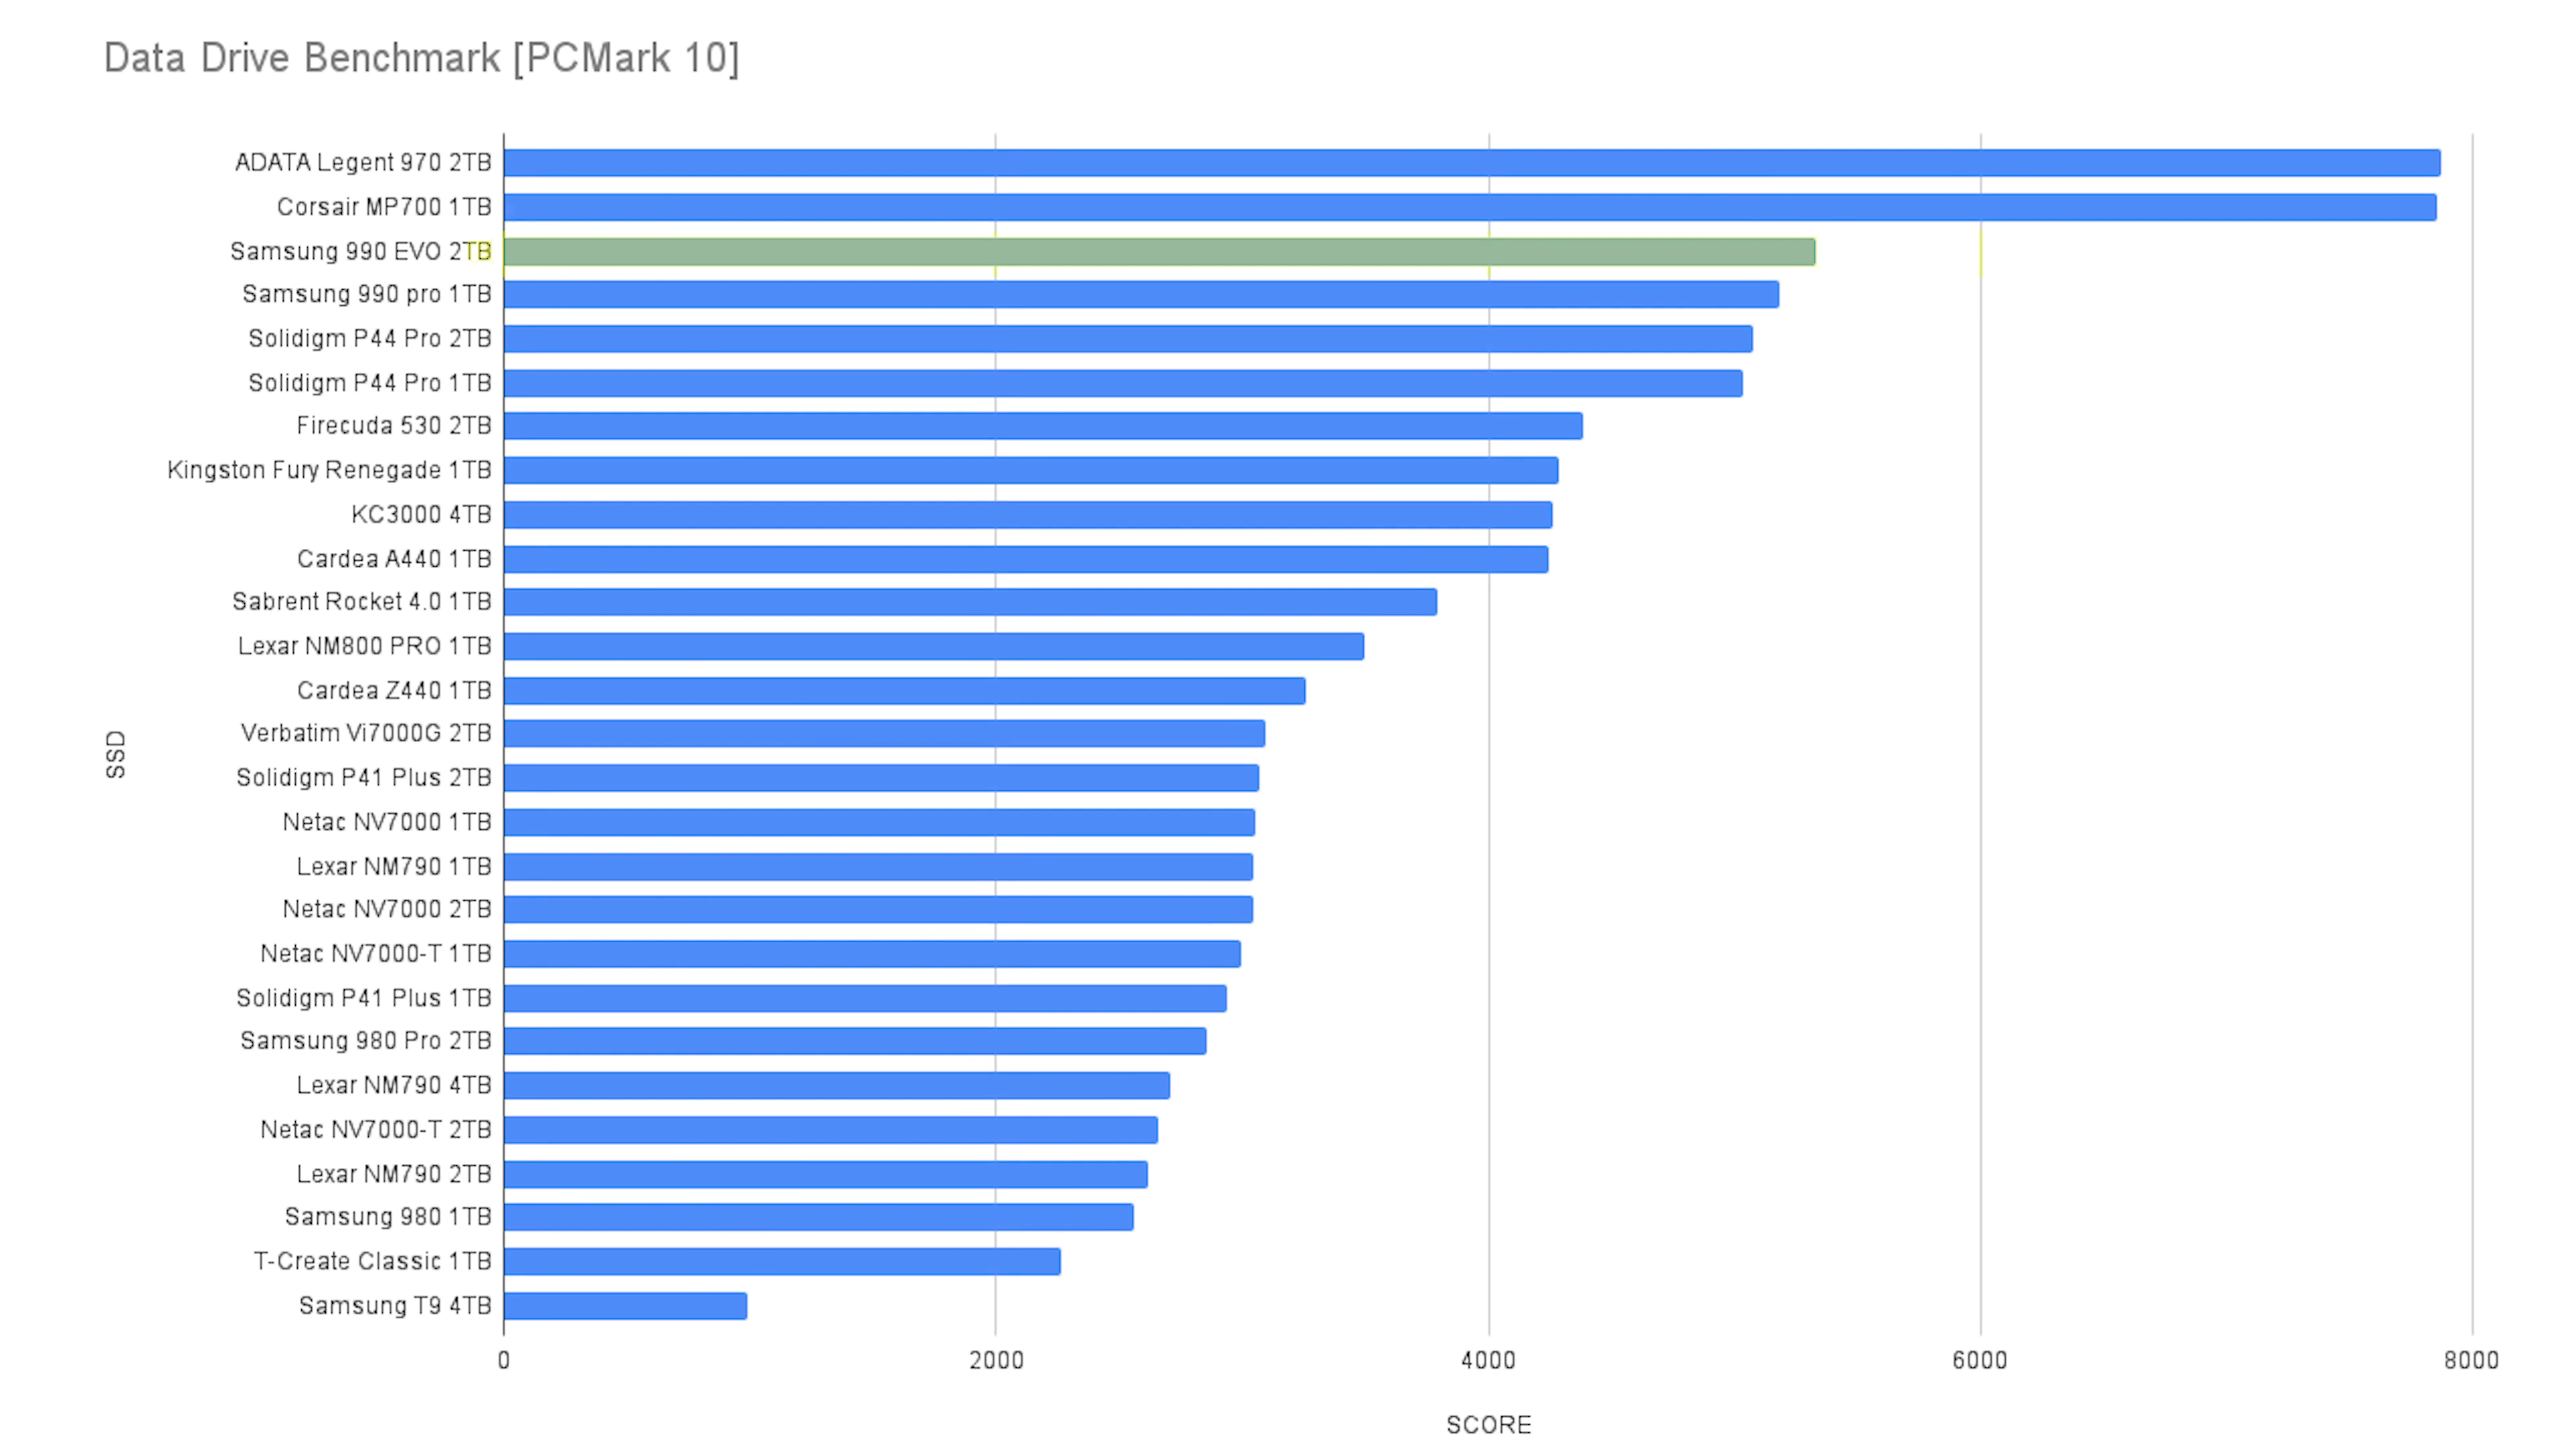 Data Drive Benchmark [PCMark 10]
ADATA Legent 970 2TB
Corsair MP700 1TB
Samsung 990 EVO 2TB
Samsung 990 pro 1TB
Solidigm P44 Pro 2TB
Solidigm P44 Pro 1TB
Firecuda 530 2TB
Kingston Fury Renegade 1TB
KC3000 4TB
Cardea A440 1TB
Sabrent Rocket 4.0 1TB
Lexar NM800 PRO 1TB
Cardea Z440 1TB
Verbatim Vi7000G 2TB
Solidigm P41 Plus 2TB
Netac NV7000 1TB
Lexar NM790 1TB
Netac NV7000 2TB
Netac NV7000-T 1TB
Solidigm P41 Plus 1TB
Samsung 980 Pro 2TB
Lexar NM790 4TB
Netac NV7000-T 2TB
Lexar NM790 2TB
Samsung 980 1TB
T-Create Classic 1TB
Samsung T9 4TB
SSD
0 2000 4000 6000 8000
SCORE